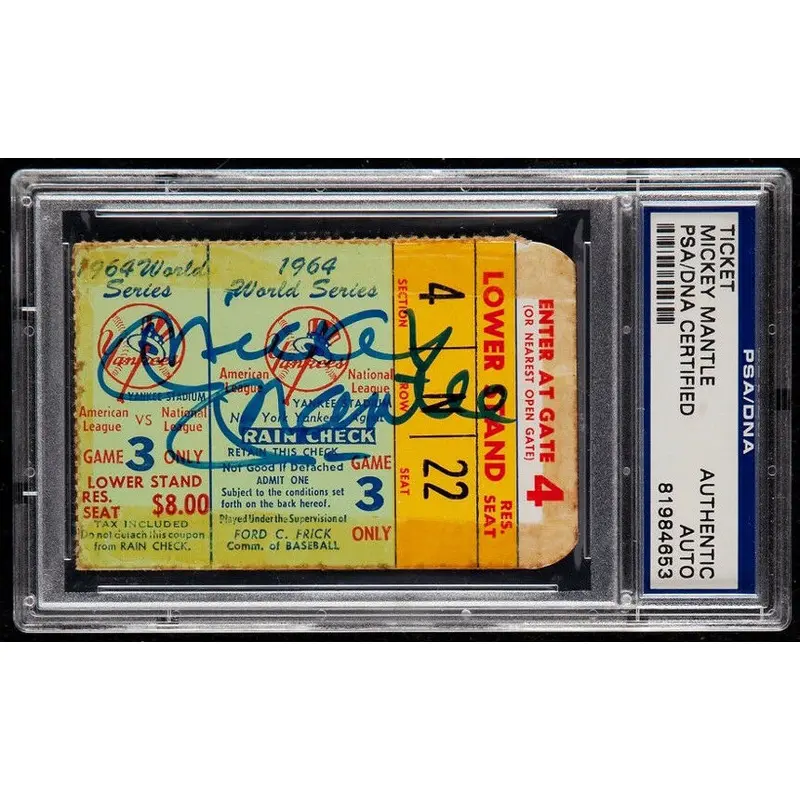 1964 World
Series
Yankees
YANKEE STADIUM
American VS National
League League
GAME 3 ONLY
LOWER STAND
RES.
SEAT $8.00
TAX INCLUDED
Do not detach this coupon
from RAIN CHECK.
1964
World Series
Yankees
American National
League League
YANKEE STADIUM
New York Yankees
RAIN CHECK
RETAIN THIS CHECK
Not Good If Detached
ADMIT ONE
Subject to the conditions set
forth on the back hereof.
GAME
3
ONLY
Played Under the Supervision of
FORD C. FRICK
Comm. of BASEBALL
Mickey
Mantle
SECTION
4
ROW
SEAT
22
LOWER STAND
RES.
SEAT
ENTER AT GATE
(OR NEAREST OPEN GATE)
4
PSA/DNA
TICKET
MICKEY MANTLE
PSA/DNA CERTIFIED
AUTHENTIC
AUTO
81984653